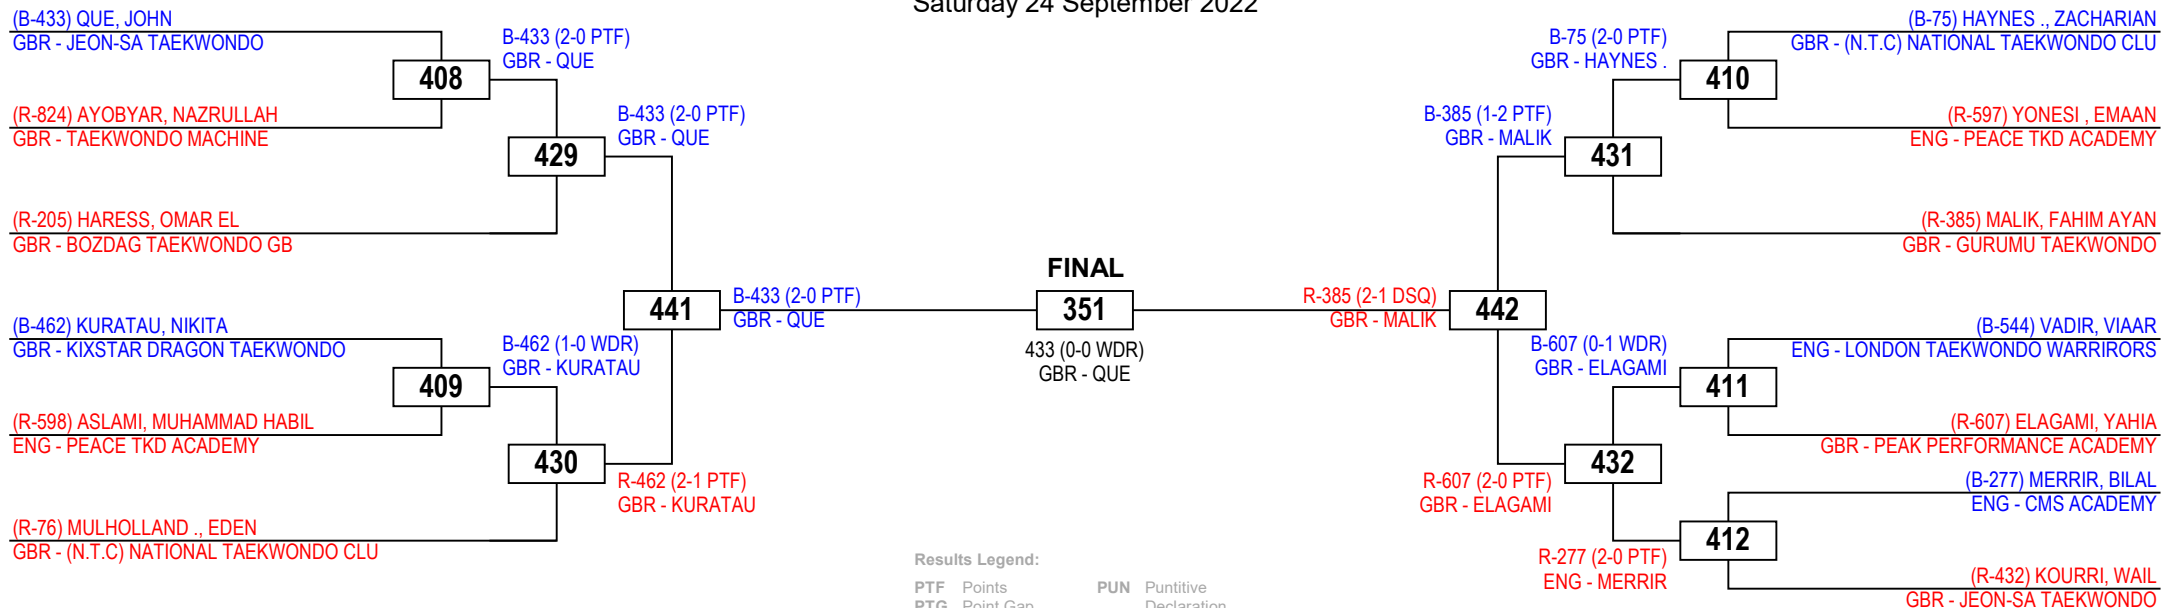 Saturday 24 September 2022
(B-433) QUE, JOHN
GBR - JEON-SA TAEKWONDO
408
(R-824) AYOBYAR, NAZRULLAH
GBR - TAEKWONDO MACHINE
B-433 (2-0 PTF)
GBR - QUE
429
(R-205) HARESS, OMAR EL
GBR - BOZDAG TAEKWONDO GB
B-433 (2-0 PTF)
GBR - QUE
441
(B-462) KURATAU, NIKITA
GBR - KIXSTAR DRAGON TAEKWONDO
409
(R-598) ASLAMI, MUHAMMAD HABIL
ENG - PEACE TKD ACADEMY
B-462 (1-0 WDR)
GBR - KURATAU
430
(R-76) MULHOLLAND ., EDEN
GBR - (N.T.C) NATIONAL TAEKWONDO CLU
R-462 (2-1 PTF)
GBR - KURATAU
B-433 (2-0 PTF)
GBR - QUE
FINAL
351
433 (0-0 WDR)
GBR - QUE
R-385 (2-1 DSQ)
GBR - MALIK
442
B-385 (1-2 PTF)
GBR - MALIK
431
B-75 (2-0 PTF)
GBR - HAYNES .
410
(B-75) HAYNES ., ZACHARIAN
GBR - (N.T.C) NATIONAL TAEKWONDO CLU
(R-597) YONESI , EMAAN
ENG - PEACE TKD ACADEMY
(R-385) MALIK, FAHIM AYAN
GBR - GURUMU TAEKWONDO
B-607 (0-1 WDR)
GBR - ELAGAMI
411
(B-544) VADIR, VIAAR
ENG - LONDON TAEKWONDO WARRIRORS
(R-607) ELAGAMI, YAHIA
GBR - PEAK PERFORMANCE ACADEMY
432
R-607 (2-0 PTF)
GBR - ELAGAMI
(B-277) MERRIR, BILAL
ENG - CMS ACADEMY
412
R-277 (2-0 PTF)
ENG - MERRIR
(R-432) KOURRI, WAIL
GBR - JEON-SA TAEKWONDO
Results Legend:
PTF Points PUN Puntitive
PTG Point Gap Declaration